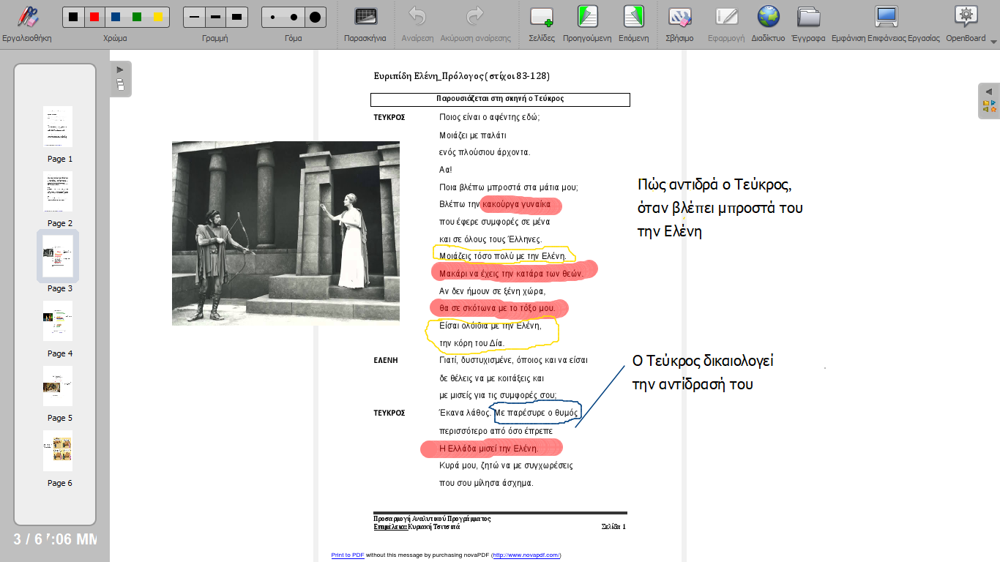 Εργαλειοθήκη
Χρώμα
Γραμμή
Γόμα
Παρασκήνια
Αναίρεση
Ακύρωση αναίρεσης
Σελίδες
Προηγούμενη
Επόμενη
Σβήσιμο
Εφαρμογή
Διαδίκτυο
Έγγραφα
Εμφάνιση Επιφάνειας Εργασίας
OpenBoard
Page 1
Page 2
Page 3
Page 4
Page 5
Page 6
3 / 6
7:06 ΜΜ
Ευριπίδη Ελένη_Πρόλογος (στίχοι 83-128)
Παρουσιάζεται στη σκηνή ο Τεύκρος
ΤΕΥΚΡΟΣ Ποιος είναι ο αφέντης εδώ;
Μοιάζει με παλάτι
ενός πλούσιου άρχοντα.
Αα!
Ποια βλέπω μπροστά στα μάτια μου;
Βλέπω την κακούργα γυναίκα
που έφερε συμφορές σε μένα
και σε όλους τους Έλληνες.
Μοιάζεις τόσο πολύ με την Ελένη.
Μακάρι να έχεις την κατάρα των θεών.
Αν δεν ήμουν σε ξένη χώρα,
θα σε σκότωνα με το τόξο μου.
Είσαι ολόιδια με την Ελένη,
την κόρη του Δία.
ΕΛΕΝΗ Γιατί, δυστυχισμένε, όποιος και να είσαι
δε θέλεις να με κοιτάξεις και
με μισείς για τις συμφορές σου;
ΤΕΥΚΡΟΣ Έκανα λάθος. Με παρέσυρε ο θυμός
περισσότερο από όσο έπρεπε
Η Ελλάδα μισεί την Ελένη.
Κυρά μου, ζητώ να με συγχωρέσεις
που σου μίλησα άσχημα.
Πώς αντιδρά ο Τεύκρος,
όταν βλέπει μπροστά του
την Ελένη
Ο Τεύκρος δικαιολογεί
την αντίδρασή του
Προσαρμογή Αναλυτικού Προγράμματος
Επιμέλεια: Κυριακή Τσιτσιπά Σελίδα 1
Print to PDF without this message by purchasing novaPDF (http://www.novapdf.com/)